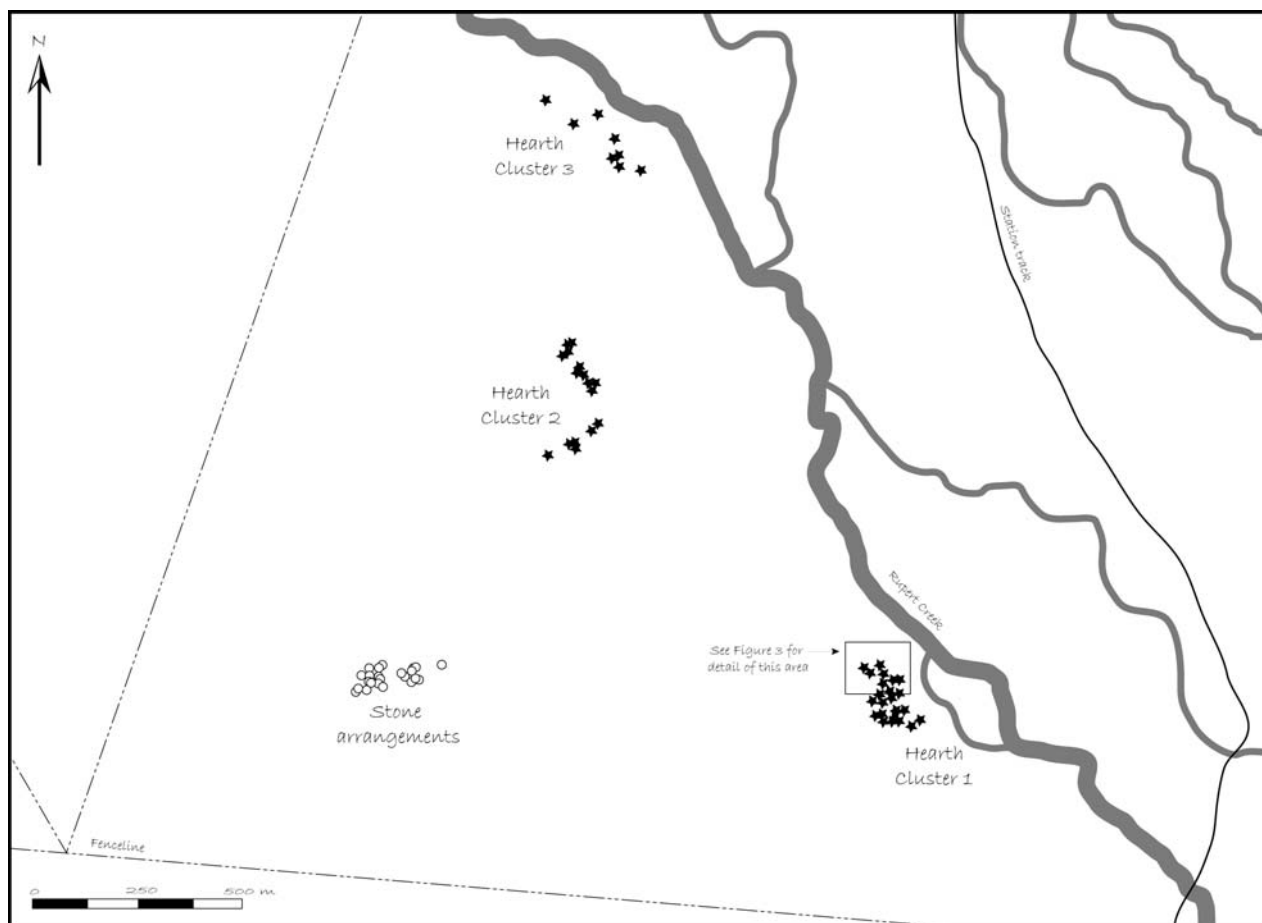 N
Hearth
Cluster 3
Station track
Hearth
Cluster 2
Rupert Creek
See Figure 3 for
detail of this area
Stone
arrangements
Hearth
Cluster 1
Fenceline
0 250 500 m